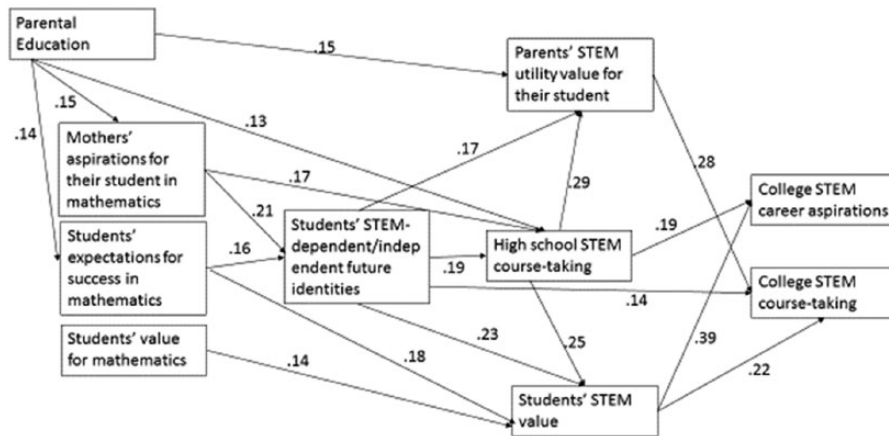 Parental
Education
.15
Parents' STEM
utility value for
their student
.15
.14
.13
Mothers'
aspirations for
their student in
mathematics
.17
.17
.29
.28
.21
College STEM
career aspirations
Students'
expectations for
success in
mathematics
.16
Students' STEM-
dependent/indep
endent future
identities
.19
High school STEM
course-taking
.19
College STEM
course-taking
.14
Students' value
for mathematics
.14
.18
.23
.25
.39
.22
Students' STEM
value